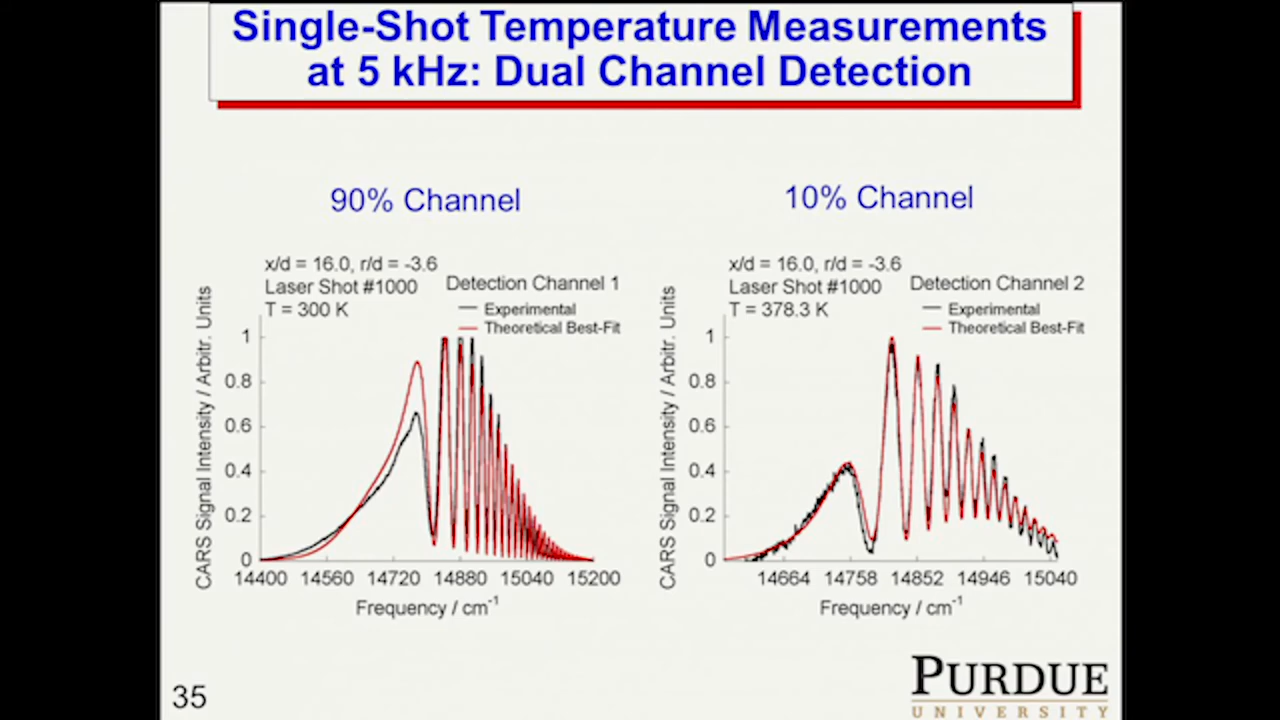 Single-Shot Temperature Measurements
at 5 kHz: Dual Channel Detection
90% Channel
10% Channel
x/d = 16.0, r/d = -3.6
Laser Shot #1000
T = 300 K
Detection Channel 1
Experimental
Theoretical Best-Fit
CARS Signal Intensity / Arbitr. Units
1
0.8
0.6
0.4
0.2
0
14400 14560 14720 14880 15040 15200
Frequency / cm-1
x/d = 16.0, r/d = -3.6
Laser Shot #1000
T = 378.3 K
Detection Channel 2
Experimental
Theoretical Best-Fit
CARS Signal Intensity / Arbitr. Units
1
0.8
0.6
0.4
0.2
0
14664 14758 14852 14946 15040
Frequency / cm-1
35
PURDUE
UNIVERSITY